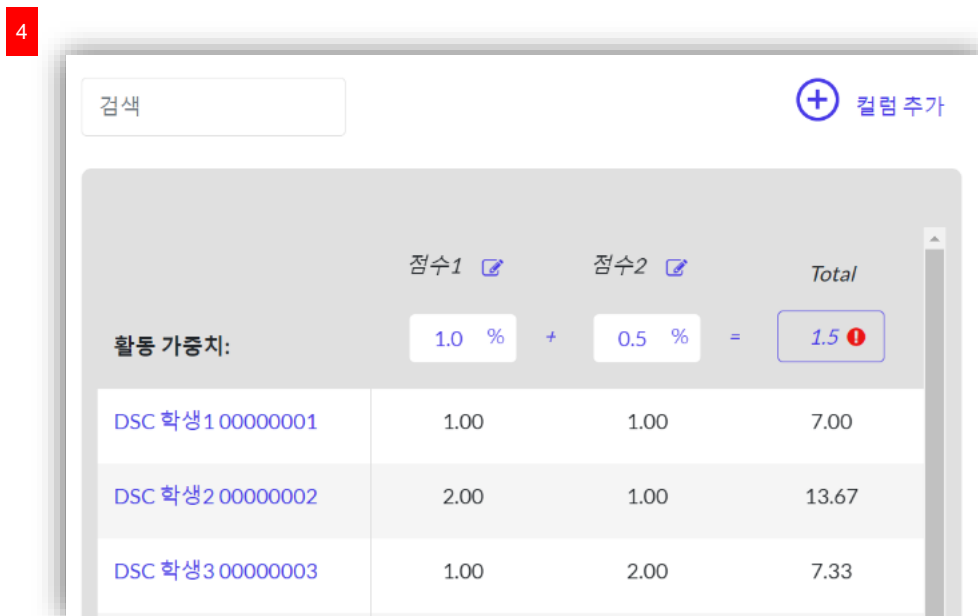 4
검색
컬럼 추가
점수1 점수2 Total
활동 가중치: 1.0 % + 0.5 % = 1.5
DSC 학생1 00000001 1.00 1.00 7.00
DSC 학생2 00000002 2.00 1.00 13.67
DSC 학생3 00000003 1.00 2.00 7.33